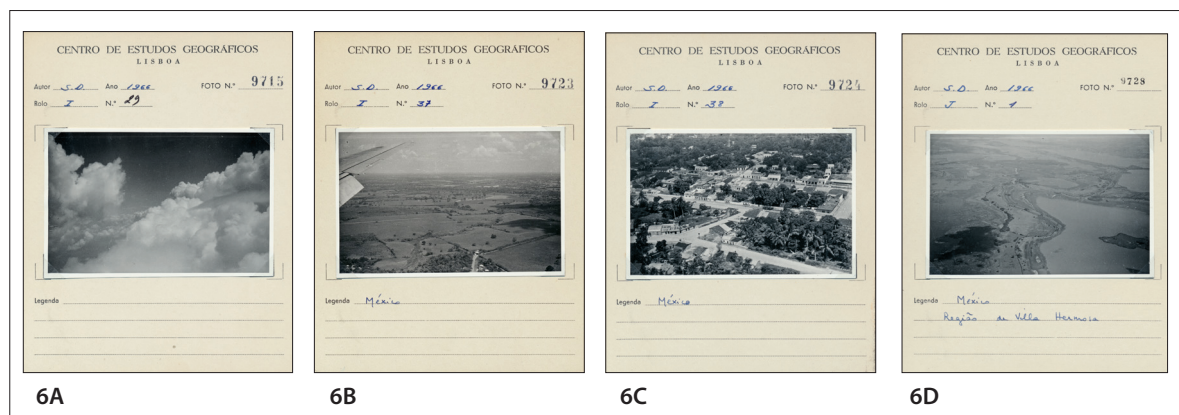 CENTRO DE ESTUDOS GEOGRÁFICOS
LISBOA
Autor S.D. Ano 1966 FOTO N.º 9715
Rolo I N.º 29
Legenda
6A
CENTRO DE ESTUDOS GEOGRÁFICOS
LISBOA
Autor S.D. Ano 1966 FOTO N.º 9723
Rolo I N.º 37
Legenda México
6B
CENTRO DE ESTUDOS GEOGRÁFICOS
LISBOA
Autor S.D. Ano 1966 FOTO N.º 9724
Rolo I N.º 38
Legenda México
6C
CENTRO DE ESTUDOS GEOGRÁFICOS
LISBOA
Autor S.D. Ano 1966 FOTO N.º 9728
Rolo J N.º 1
Legenda México
Região de Villa Hermosa
6D